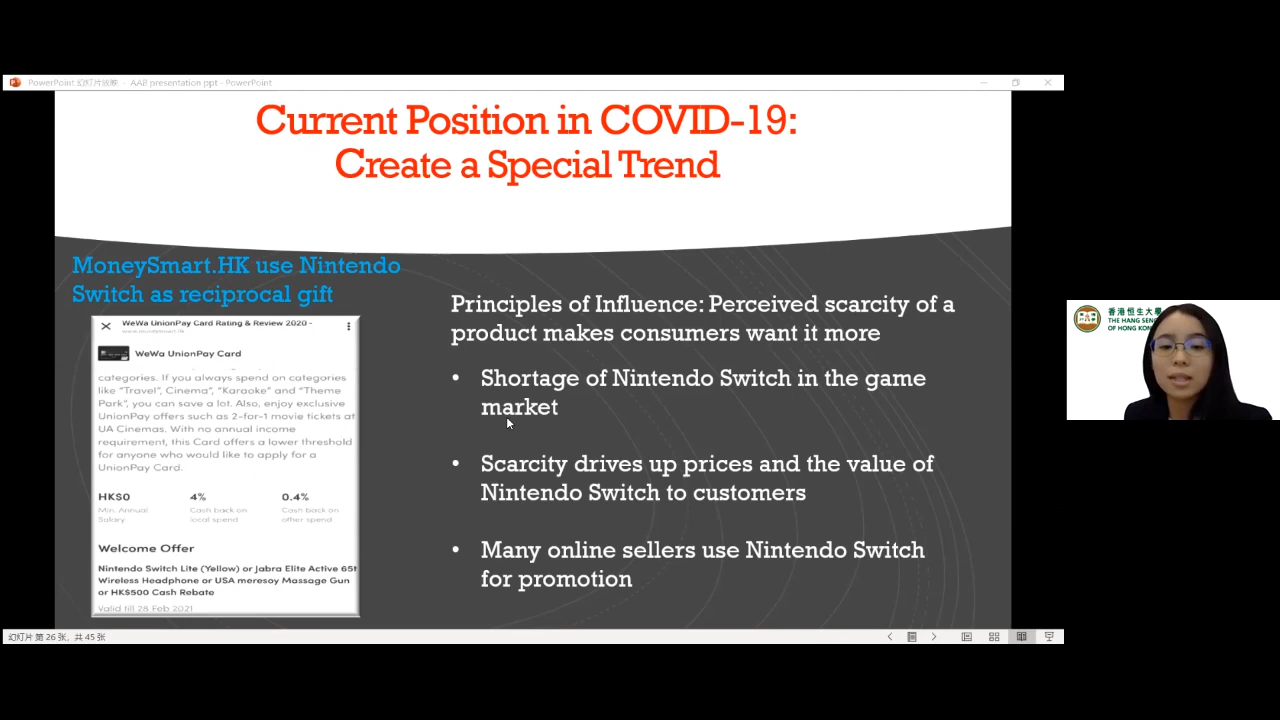 PowerPoint 幻灯片放映 - AAB presentation ppt - PowerPoint
Current Position in COVID-19:
Create a Special Trend
MoneySmart.HK use Nintendo
Switch as reciprocal gift
WeWa UnionPay Card Rating & Review 2020 -
WeWa UnionPay Card
categories. If you always spend on categories
like "Travel", Cinema", "Karaoke" and "Theme
Park", you can save a lot. Also, enjoy exclusive
UnionPay offers such as 2-for-1 movie tickets at
UA Cinemas. With no annual income
requirement, this Card offers a lower threshold
for anyone who would like to apply for a
UnionPay Card.
HK$0 4% 0.4%
Min. Annual Cash back on Cash back on
Salary local spend other spend
Welcome Offer
Nintendo Switch Lite (Yellow) or Jabra Elite Active 65t
Wireless Headphone or USA meresoy Massage Gun
or HK$500 Cash Rebate
Valid till 28 Feb 2021
Principles of Influence: Perceived scarcity of a
product makes consumers want it more
• Shortage of Nintendo Switch in the game
market
• Scarcity drives up prices and the value of
Nintendo Switch to customers
• Many online sellers use Nintendo Switch
for promotion
香港恒生大學
THE HANG SENG
OF HONG KONG
幻灯片 第 26 张，共 45 张